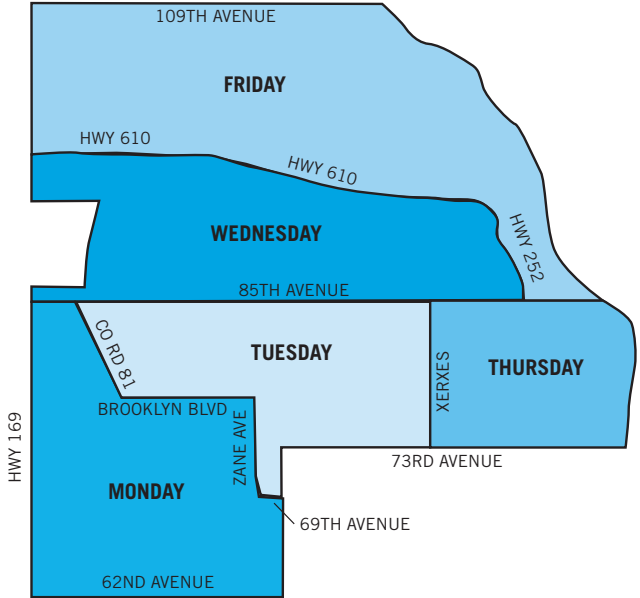 109TH AVENUE
FRIDAY
HWY 610
HWY 610
WEDNESDAY
HWY 252
85TH AVENUE
CO RD 81
TUESDAY
XERXES
THURSDAY
BROOKLYN BLVD
ZANE AVE
HWY 169
73RD AVENUE
MONDAY
69TH AVENUE
62ND AVENUE